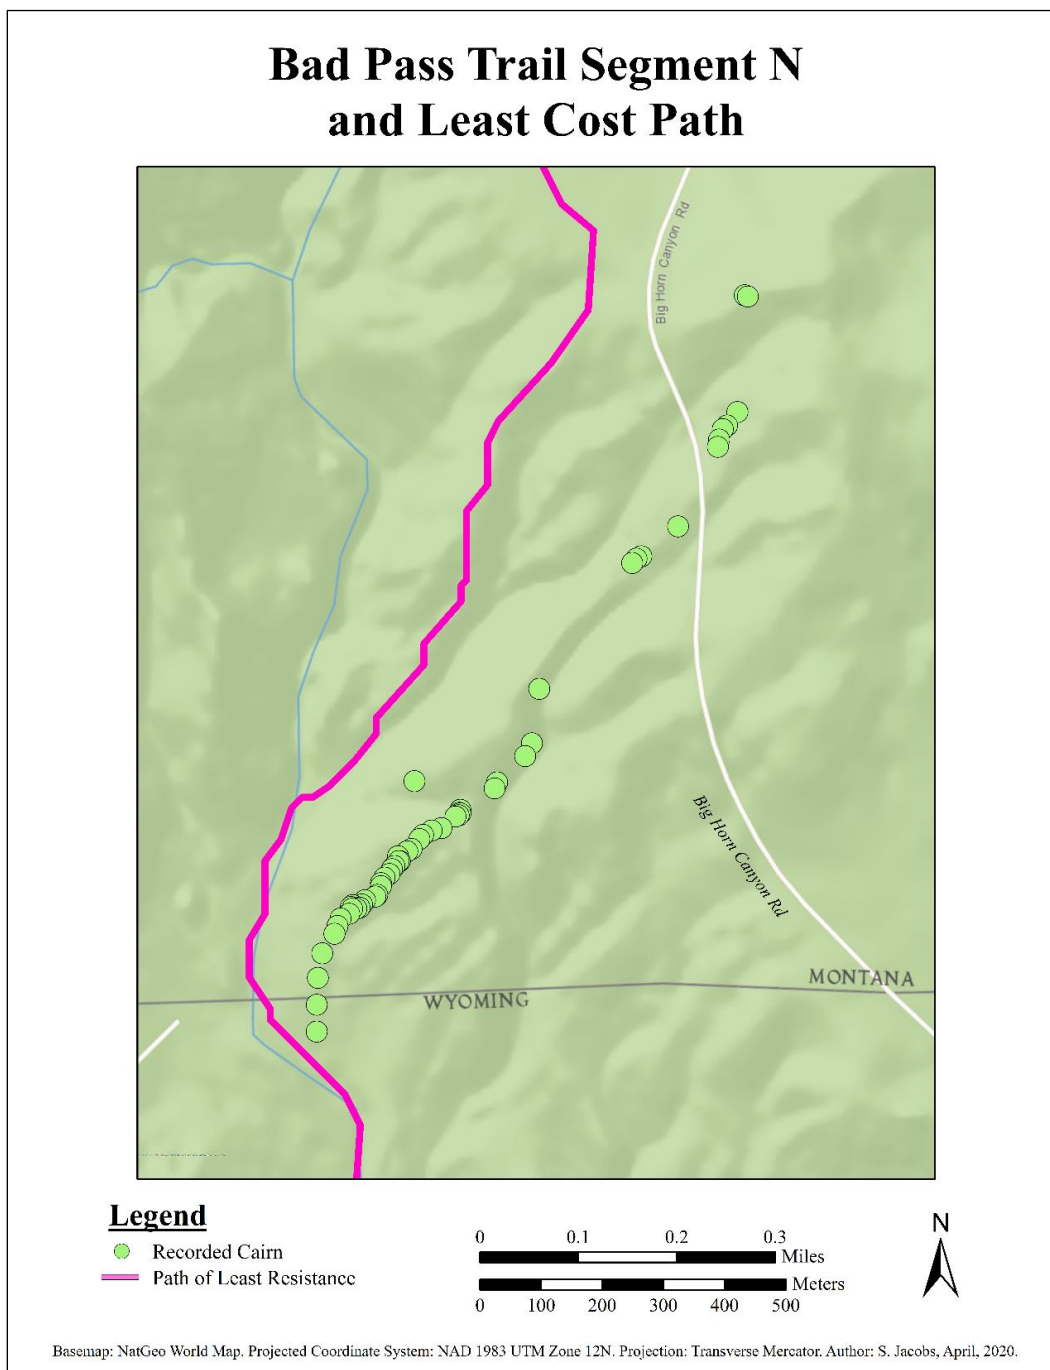 Bad Pass Trail Segment N
and Least Cost Path
Big Horn Canyon Rd
Big Horn Canyon Rd
MONTANA
WYOMING
Legend
Recorded Cairn
Path of Least Resistance
0 0.1 0.2 0.3
Miles
Meters
0 100 200 300 400 500
N
Basemap: NatGeo World Map. Projected Coordinate System: NAD 1983 UTM Zone 12N. Projection: Transverse Mercator. Author: S. Jacobs, April, 2020.